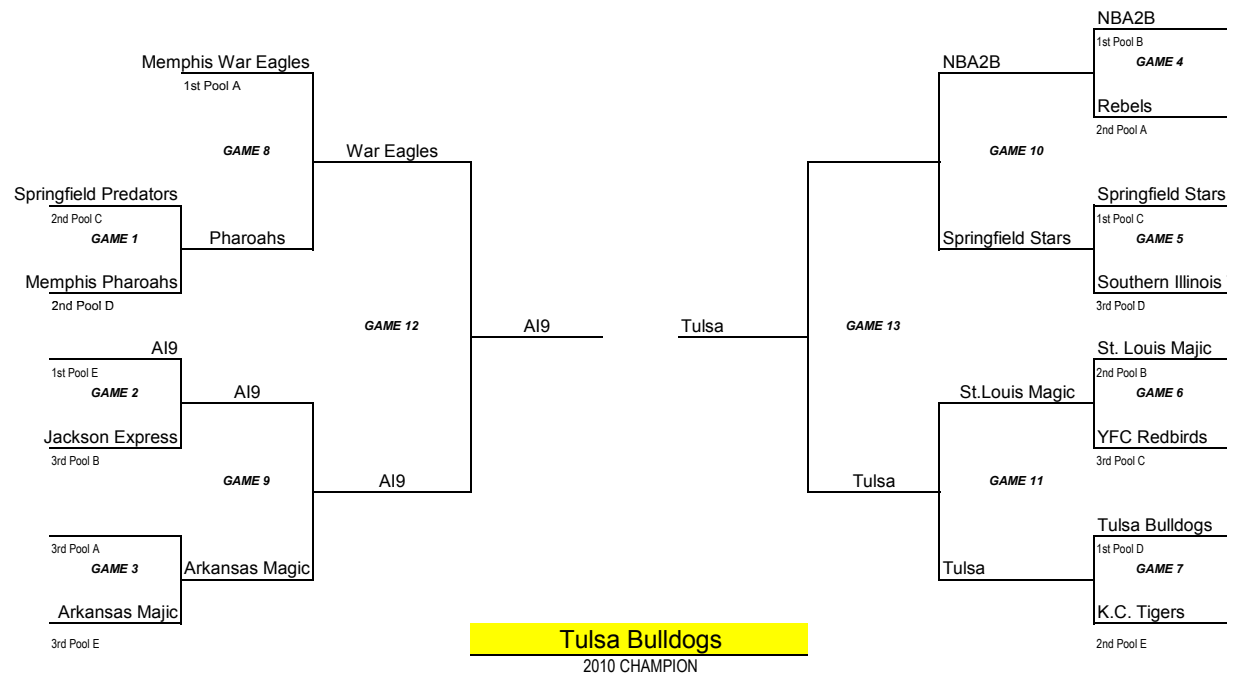 Memphis War Eagles
1st Pool A
GAME 8
War Eagles
Springfield Predators
2nd Pool C
GAME 1
Pharoahs
Memphis Pharoahs
2nd Pool D
GAME 12
AI9
AI9
1st Pool E
GAME 2
AI9
Jackson Express
3rd Pool B
GAME 9
AI9
3rd Pool A
GAME 3
Arkansas Magic
Arkansas Majic
3rd Pool E
NBA2B
1st Pool B
GAME 4
NBA2B
Rebels
2nd Pool A
GAME 10
Springfield Stars
1st Pool C
GAME 5
Springfield Stars
Southern Illinois
3rd Pool D
Tulsa
GAME 13
St. Louis Majic
2nd Pool B
GAME 6
St.Louis Magic
YFC Redbirds
3rd Pool C
Tulsa
GAME 11
Tulsa Bulldogs
1st Pool D
GAME 7
Tulsa
K.C. Tigers
2nd Pool E
Tulsa Bulldogs
2010 CHAMPION